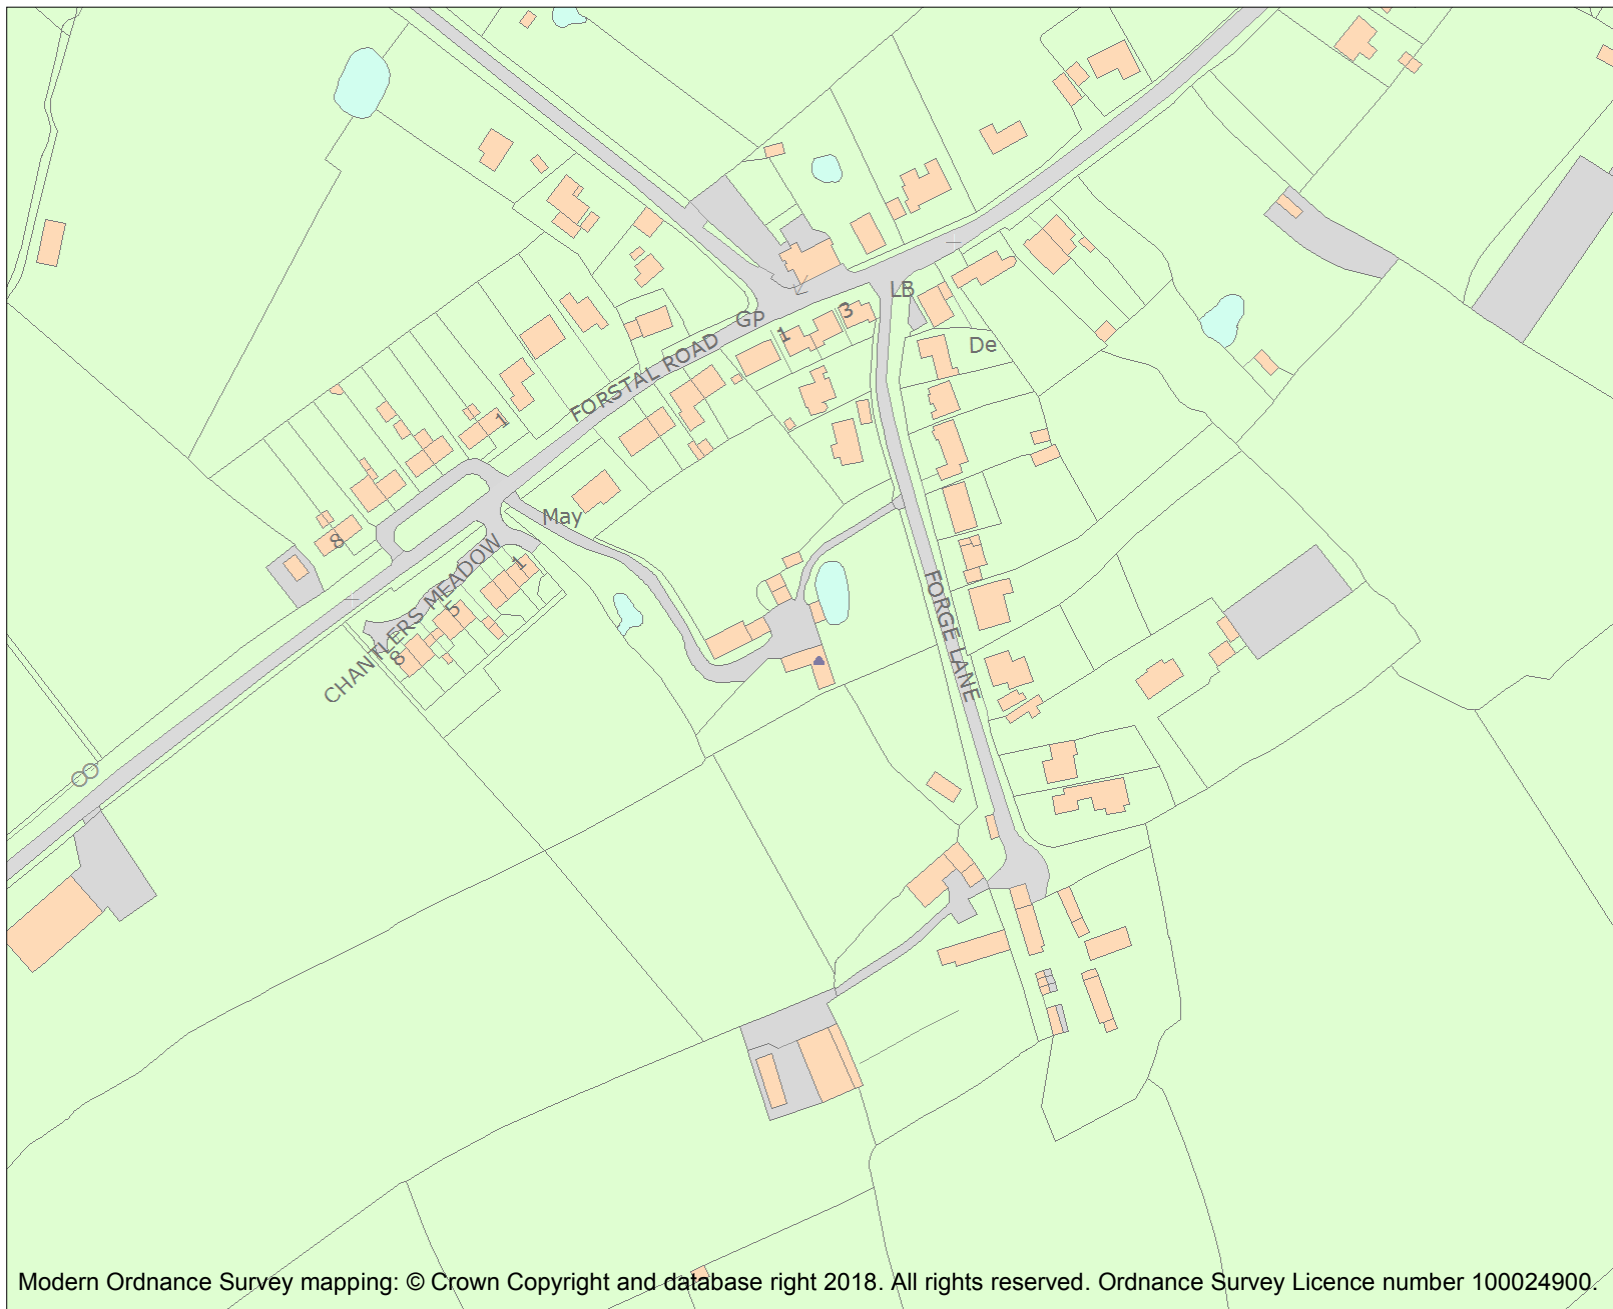 LB
3
GP
1
De
FORSTAL ROAD
1
May
8
CHANTLERS MEADOW
1
5
8
FORGE LANE
Modern Ordnance Survey mapping: © Crown Copyright and database right 2018. All rights reserved. Ordnance Survey Licence number 100024900.